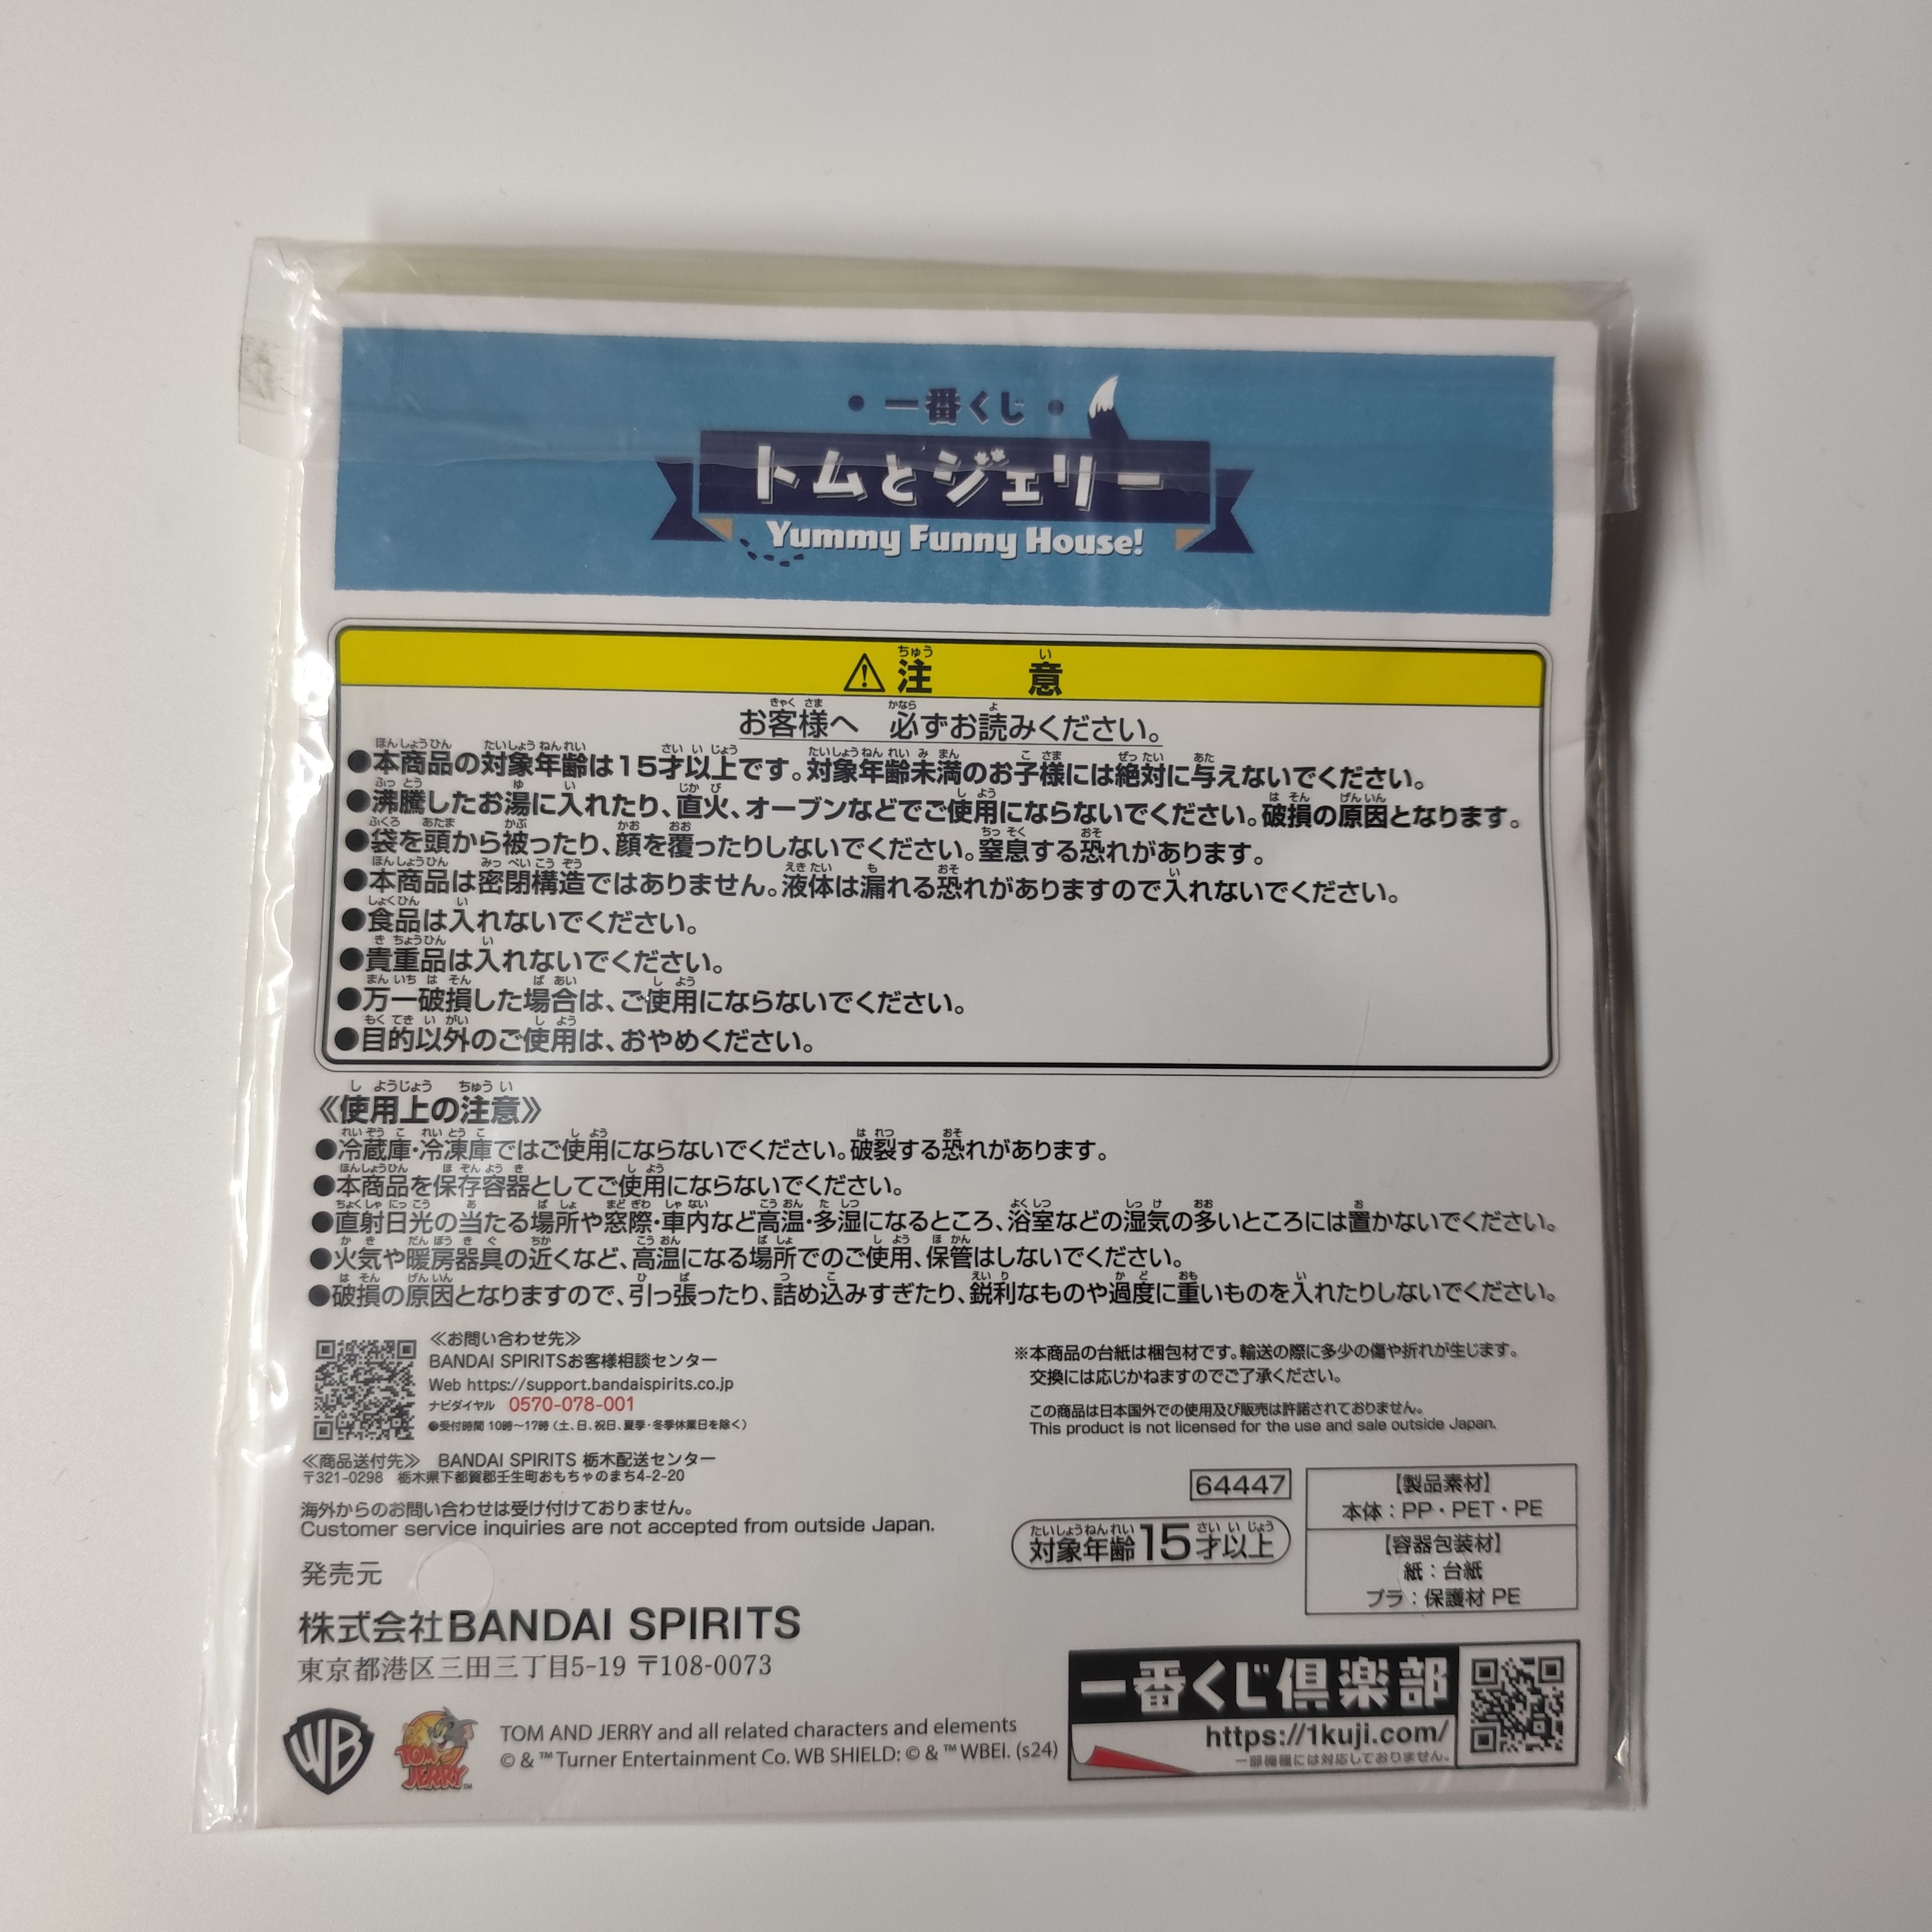 ・一番くじ・
トムとジェリー
Yummy Funny House!
⚠注意
お客様へ 必ずお読みください。
●本商品の対象年齢は15才以上です。対象年齢未満のお子様には絶対に与えないでください。
●沸騰したお湯に入れたり、直火、オーブンなどでご使用にならないでください。破損の原因となります。
●袋を頭から被ったり、顔を覆ったりしないでください。窒息する恐れがあります。
●本商品は密閉構造ではありません。液体は漏れる恐れがありますので入れないでください。
●食品は入れないでください。
●貴重品は入れないでください。
●万一破損した場合は、ご使用にならないでください。
●目的以外のご使用は、おやめください。
《使用上の注意》
●冷蔵庫・冷凍庫ではご使用にならないでください。破裂する恐れがあります。
●本商品を保存容器としてご使用にならないでください。
●直射日光の当たる場所や窓際・車内など高温・多湿になるところ、浴室などの湿気の多いところには置かないでください。
●火気や暖房器具の近くなど、高温になる場所でのご使用、保管はしないでください。
●破損の原因となりますので、引っ張ったり、詰め込みすぎたり、鋭利なものや過度に重いものを入れたりしないでください。
≪お問い合わせ先≫
BANDAI SPIRITSお客様相談センター
Web https://support.bandaispirits.co.jp
ナビダイヤル 0570-078-001
●受付時間 10時〜17時（土、日、祝日、夏季・冬季休業日を除く）
≪商品送付先≫ BANDAI SPIRITS 栃木配送センター
〒321-0298 栃木県下都賀郡壬生町おもちゃのまち4-2-20
海外からのお問い合わせは受け付けておりません。
Customer service inquiries are not accepted from outside Japan.
発売元
株式会社BANDAI SPIRITS
東京都港区三田三丁目5-19 〒108-0073
※本商品の台紙は梱包材です。輸送の際に多少の傷や折れが生じます。
交換には応じかねますのでご了承ください。
この商品は日本国外での使用及び販売は許諾されておりません。
This product is not licensed for the use and sale outside Japan.
64447
対象年齢15才以上
【製品素材】
本体：PP・PET・PE
【容器包装材】
紙：台紙
プラ：保護材 PE
WB
TOM AND JERRY™
TOM AND JERRY and all related characters and elements
© & ™ Turner Entertainment Co. WB SHIELD: © & ™ WBEI. (s24)
一番くじ倶楽部
https://1kuji.com/
一部機種には対応しておりません。